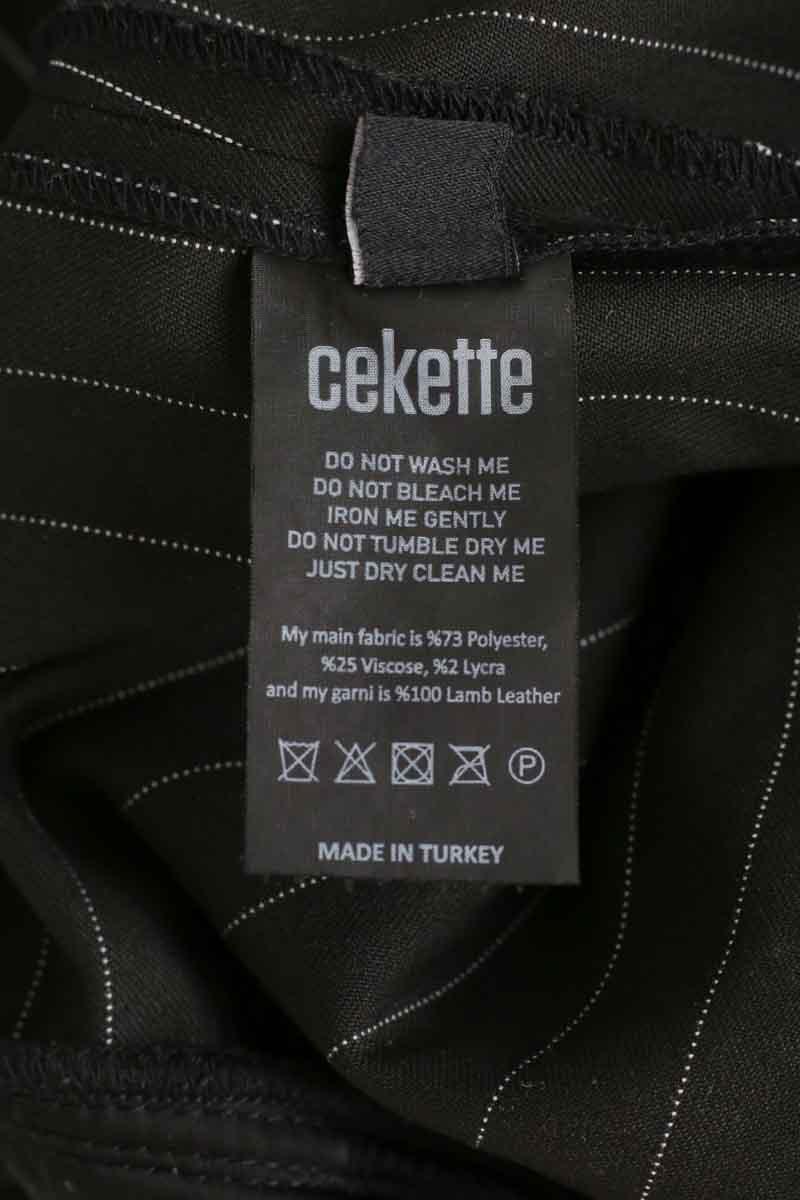 cekette
DO NOT WASH ME
DO NOT BLEACH ME
IRON ME GENTLY
DO NOT TUMBLE DRY ME
JUST DRY CLEAN ME
My main fabric is %73 Polyester,
%25 Viscose, %2 Lycra
and my garni is %100 Lamb Leather
P
MADE IN TURKEY